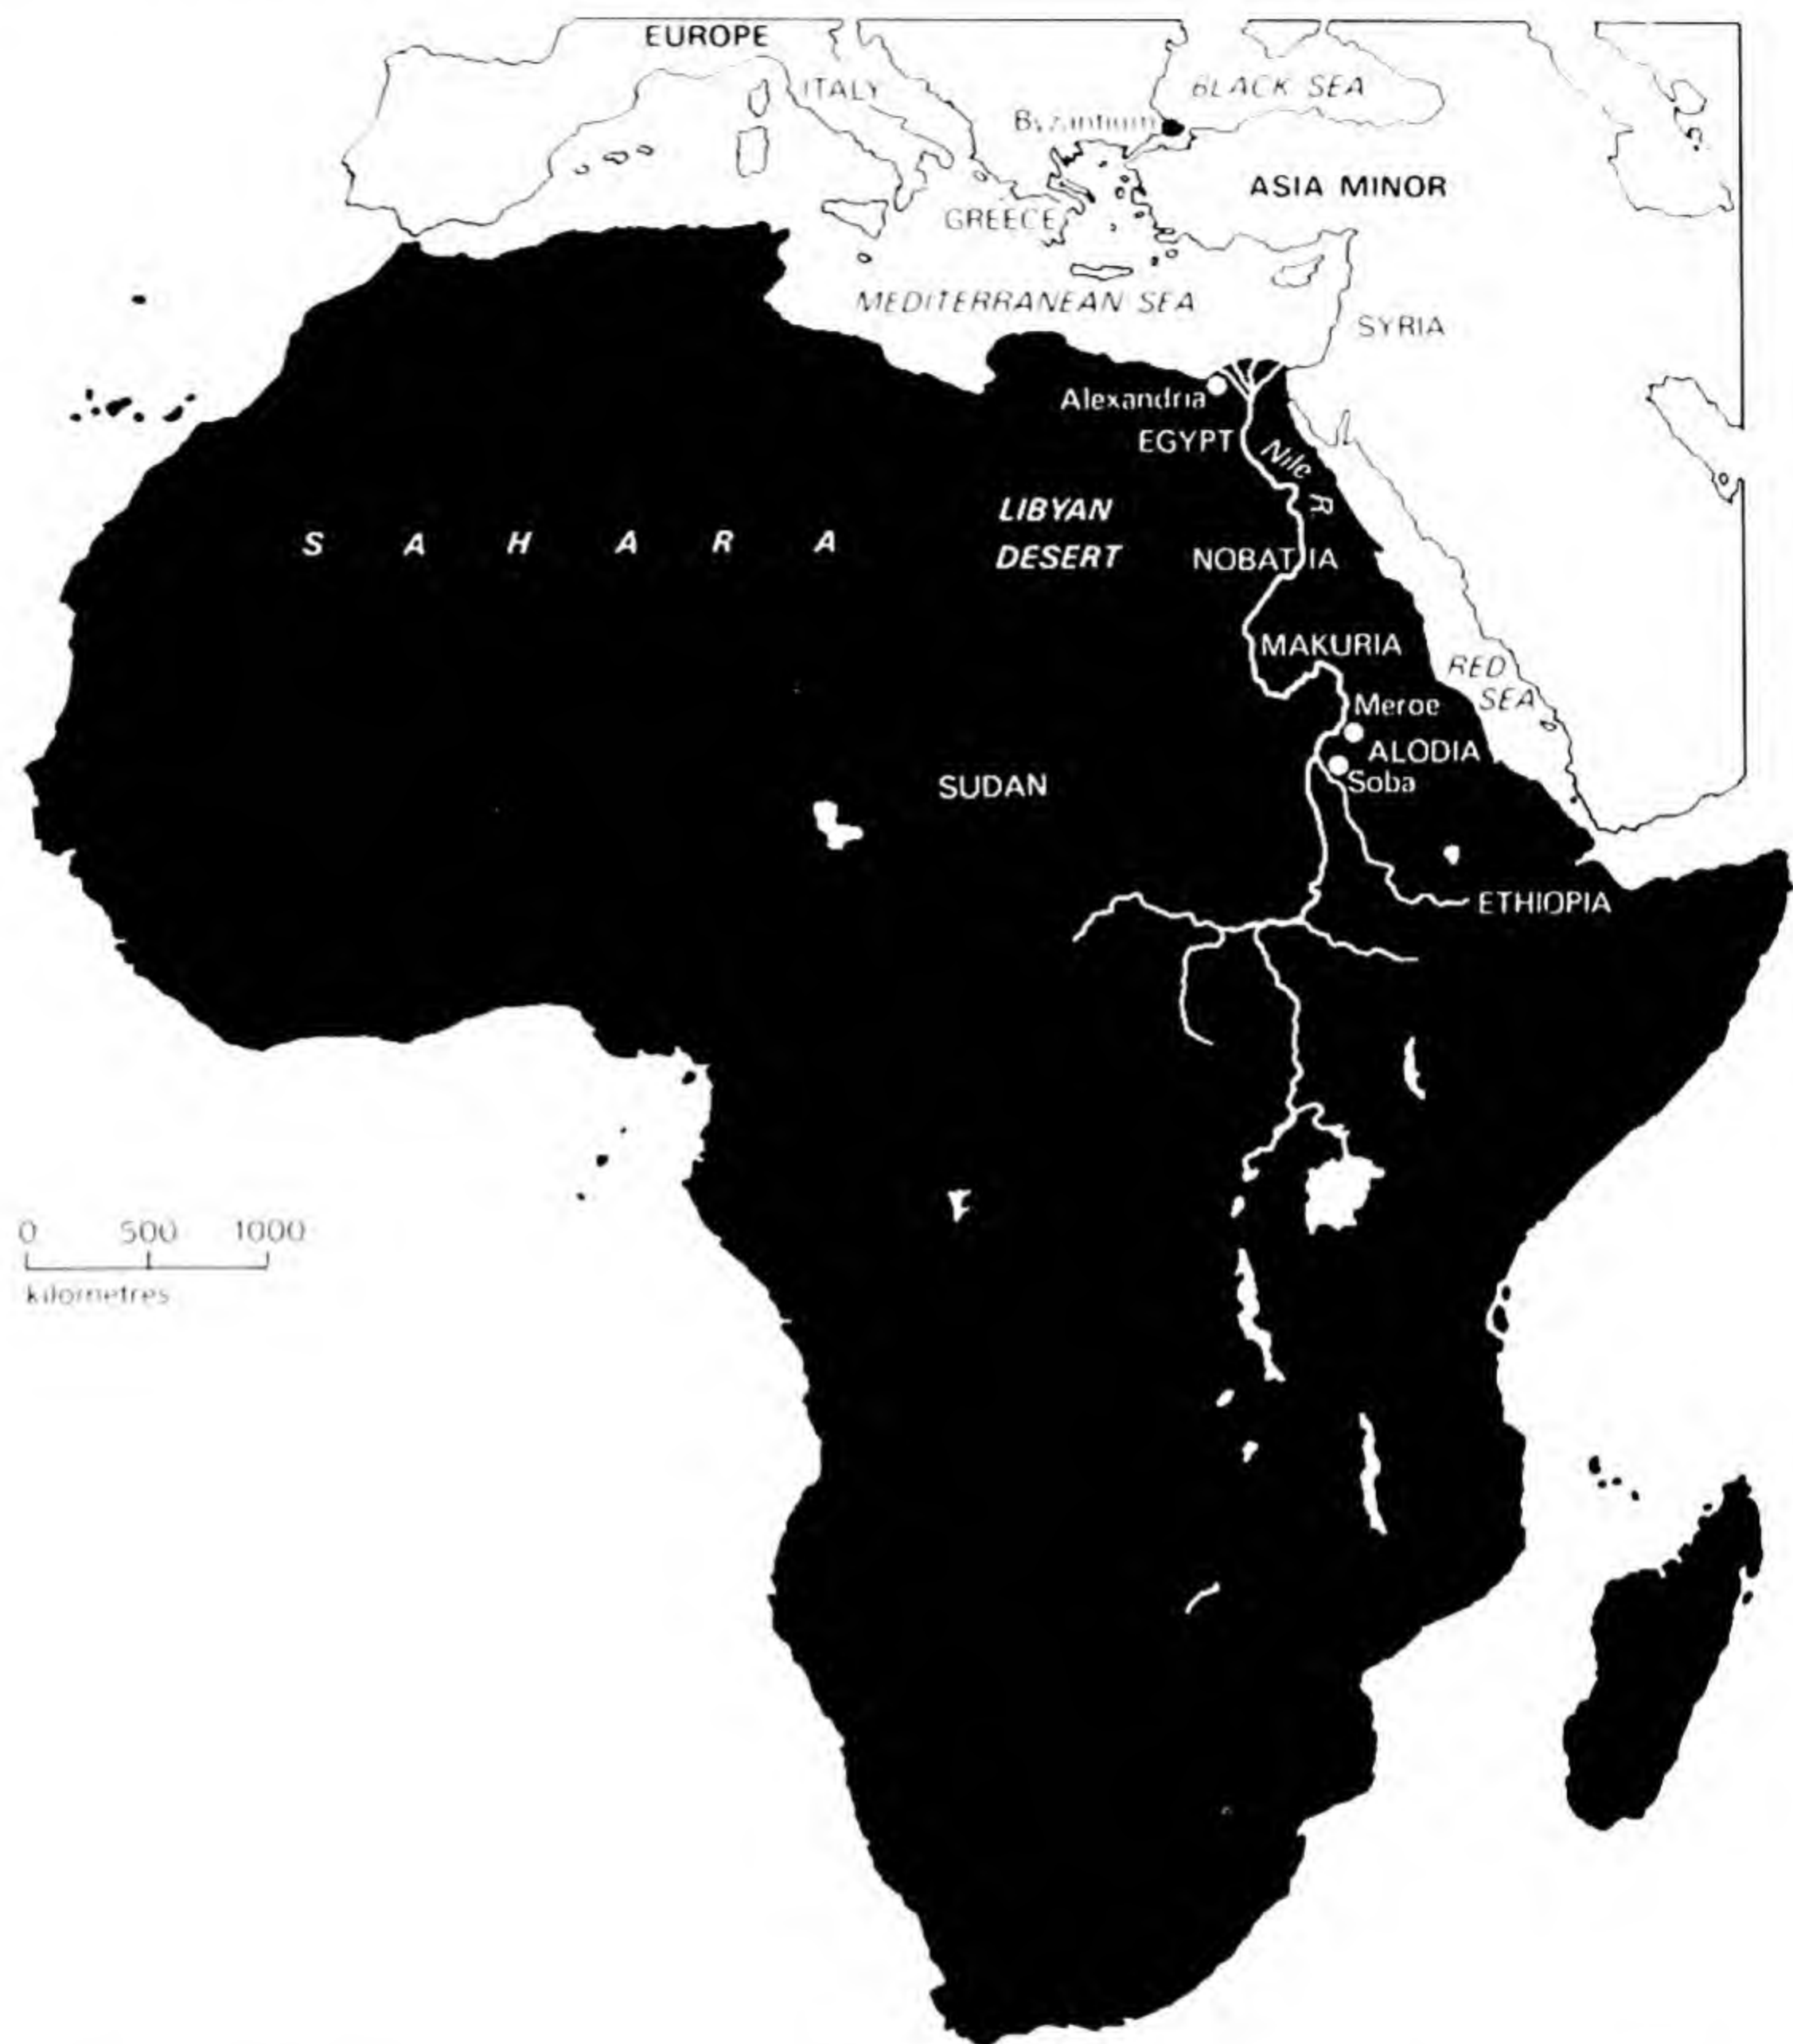 EUROPE
ITALY
BLACK SEA
Byzantium
ASIA MINOR
GREECE
MEDITERRANEAN SEA
SYRIA
Alexandria
EGYPT
Nile R.
LIBYAN
DESERT
SAHARA
NOBATIA
MAKURIA
RED
SEA
Meroe
ALODIA
SUDAN
Soba
ETHIOPIA
0 500 1000
kilometres